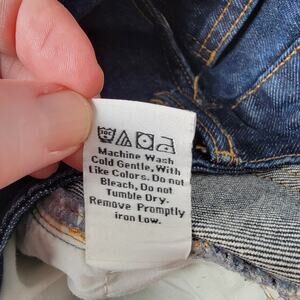 Machine Wash
Cold Gentle, With
Like Colors. Do not
Bleach, Do not
Tumble Dry.
Remove Promptly
iron Low.